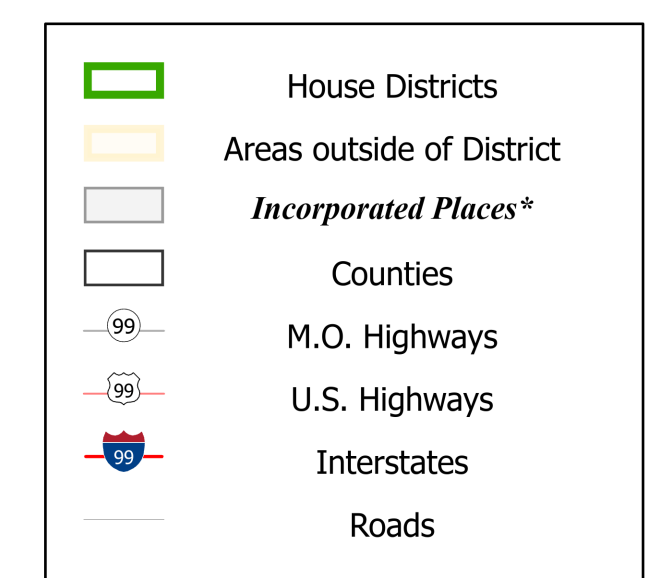 House Districts
Areas outside of District
Incorporated Places*
Counties
99 M.O. Highways
99 U.S. Highways
99 Interstates
Roads